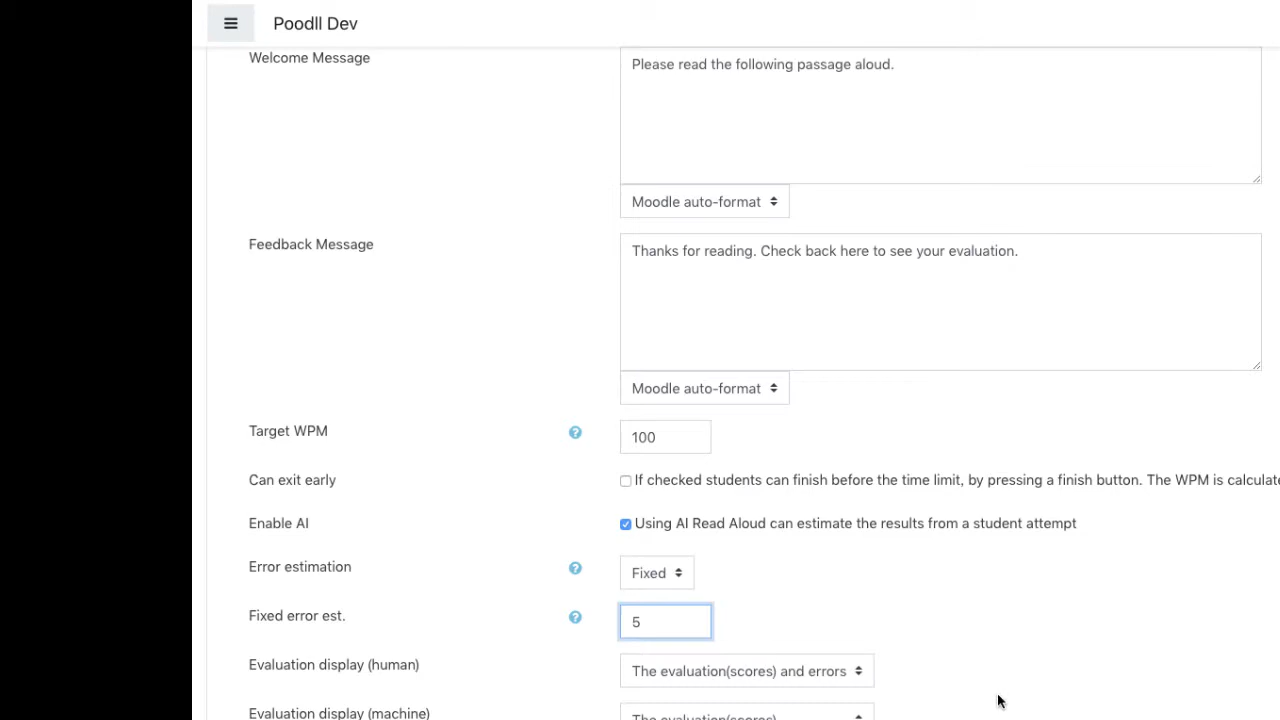 Poodll Dev
Welcome Message
Please read the following passage aloud.
Moodle auto-format
Feedback Message
Thanks for reading. Check back here to see your evaluation.
Moodle auto-format
Target WPM
100
Can exit early
If checked students can finish before the time limit, by pressing a finish button. The WPM is calculate
Enable AI
Using AI Read Aloud can estimate the results from a student attempt
Error estimation
Fixed
Fixed error est.
5
Evaluation display (human)
The evaluation(scores) and errors
Evaluation display (machine)
The evaluation(scores)